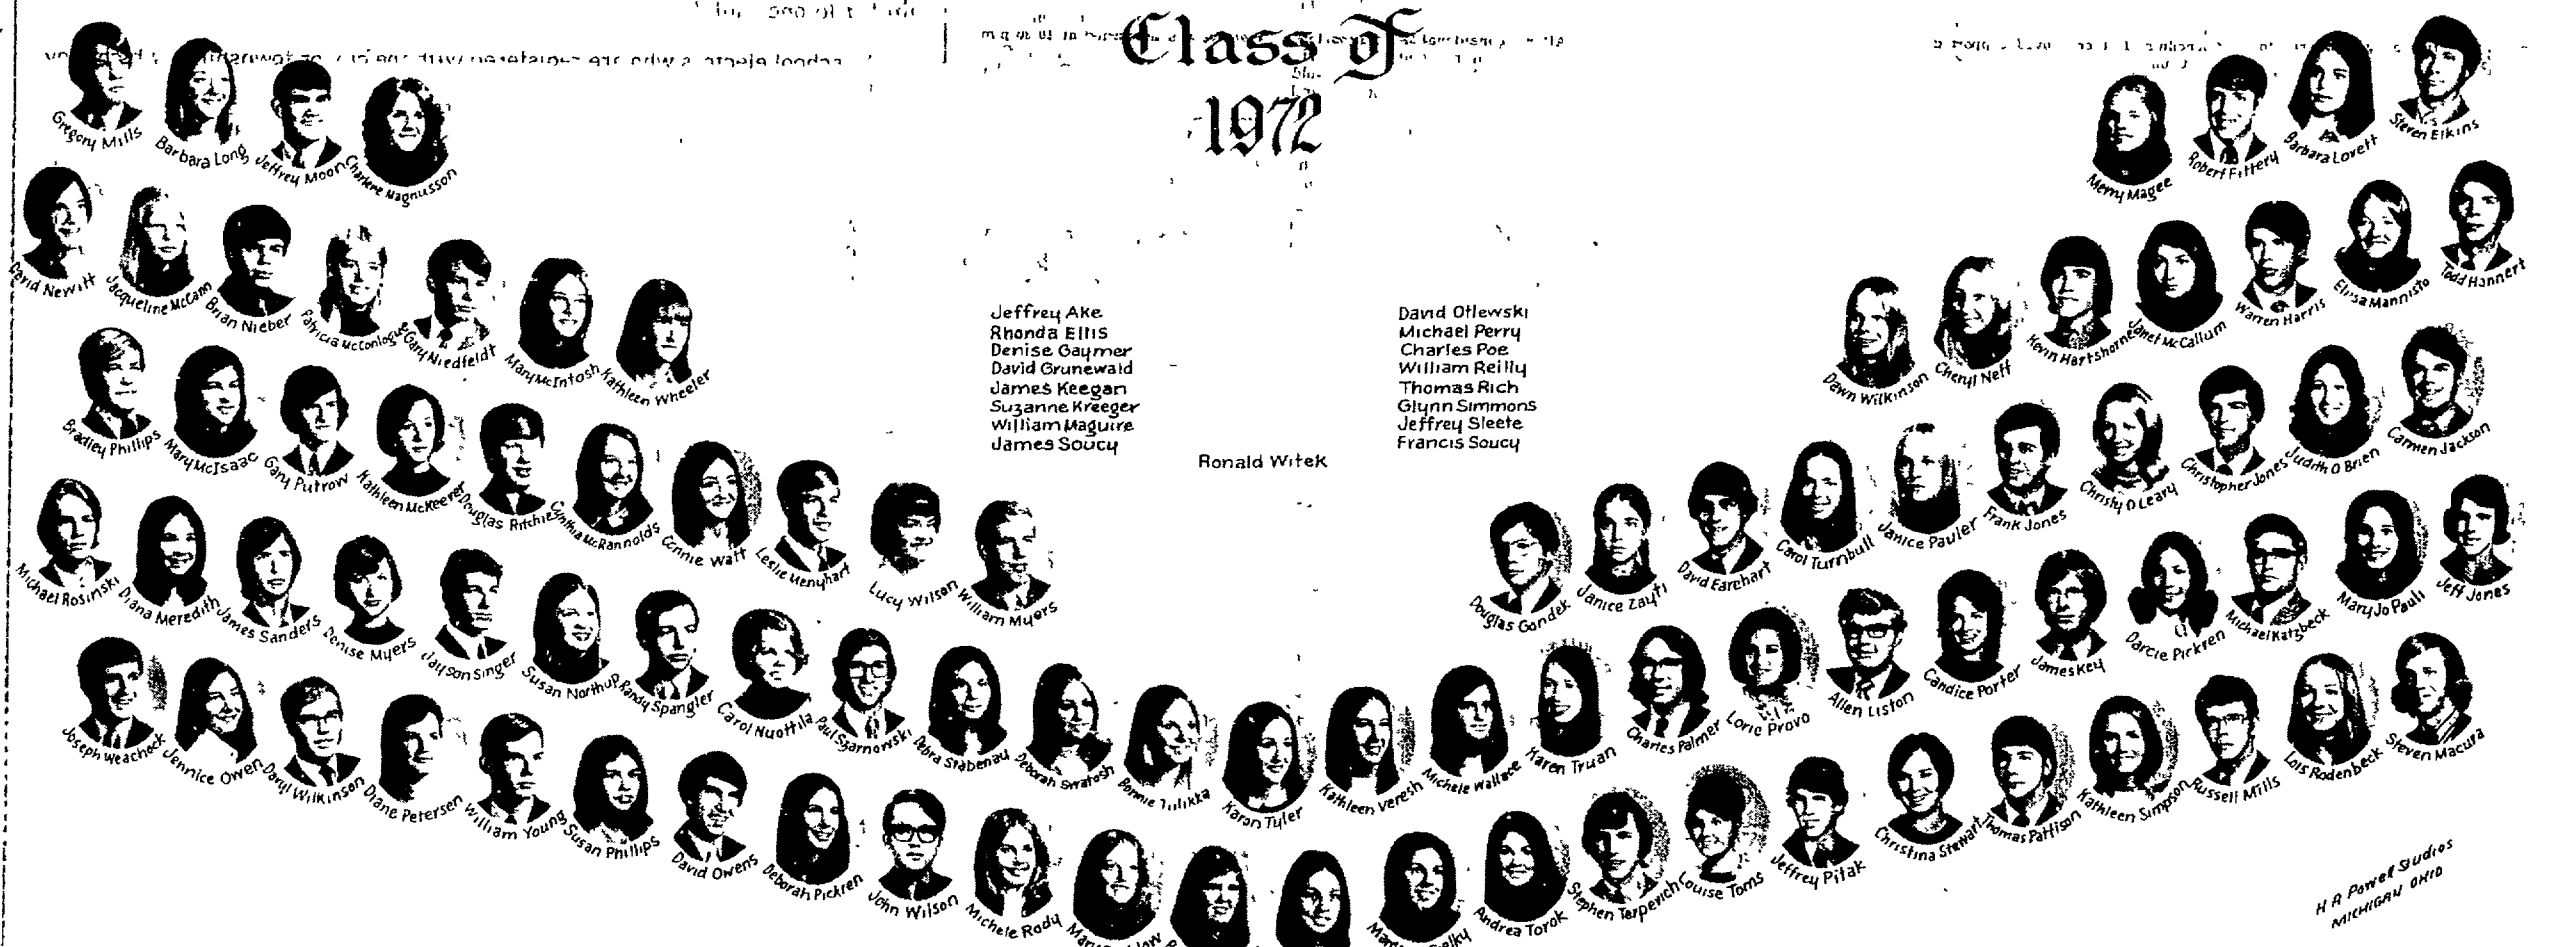 Class of
1972
Gregory Mills
Barbara Long
Jeffrey Moon
Charlene Magnusson
Merry Magee
Robert Fittery
Barbara Lovett
Steven Elkins
David Newitt
Jacqueline McCann
Brian Nieber
Patricia McConlogue
Gary Niedfeldt
Mary McIntosh
Kathleen Wheeler
Dawn Wilkinson
Cheryl Neff
Kevin Hartshorne
Janet McCallum
Warren Harris
Elisa Mannisto
Todd Hannert
Jeffrey Ake
Rhonda Ellis
Denise Gaymer
David Grunewald
James Keegan
Suzanne Kreeger
William Maguire
James Soucy
David Otlewski
Michael Perry
Charles Poe
William Reilly
Thomas Rich
Glynn Simmons
Jeffrey Sleete
Francis Soucy
Ronald Witek
Bradley Phillips
Mary McIsaac
Gary Putrow
Kathleen McKeever
Douglas Ritchie
Cynthia McRannolds
Connie Watt
Leslie Menyhart
Lucy Wilson
William Myers
Douglas Gondek
Janice Zayti
David Earehart
Carol Turnbull
Janice Pauler
Frank Jones
Christy O Leary
Christopher Jones
Judith O Brien
Carmen Jackson
Michael Rosinski
Diana Meredith
James Sanders
Denise Myers
Jayson Singer
Susan Northup
Randy Spangler
Carol Nuottila
Paul Szarnowski
Debra Stabenau
Deborah Swatosh
Bonnie
Karan Tyler
Kathleen Veresh
Michele Wallace
Karen Truan
Charles Palmer
Lorie Provo
Allen Liston
Candice Porter
James Key
Darcie Pickren
Michael Katzbeck
Mary Jo Pauli
Jeff Jones
Joseph Weachock
Jennice Owen
Daryl Wilkinson
Diane Petersen
William Young
Susan Phillips
David Owens
Deborah Pickren
John Wilson
Michele Rady
Andrea Torok
Stephen Terpevich
Louise Toms
Jeffrey Pitak
Christina Stewart
Thomas Pattison
Kathleen Simpson
Russell Mills
Lois Rodenbeck
Steven Macura
H A Powell Studios
MICHIGAN OHIO